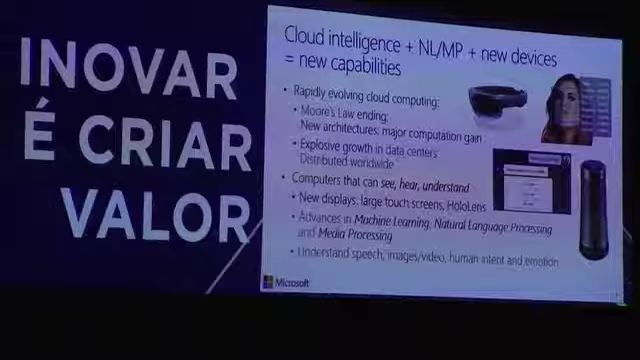 INOVAR
É CRIAR
VALOR
Cloud intelligence + NL/MP + new devices
= new capabilities
• Rapidly evolving cloud computing:
• Moore's Law ending:
New architectures: major computation gain
• Explosive growth in data centers
Distributed worldwide
• Computers that can see, hear, understand
• New displays, large touch screens, HoloLens
• Advances in Machine Learning, Natural Language Processing
and Media Processing
• Understand speech, images/video, human intent and emotion
Microsoft